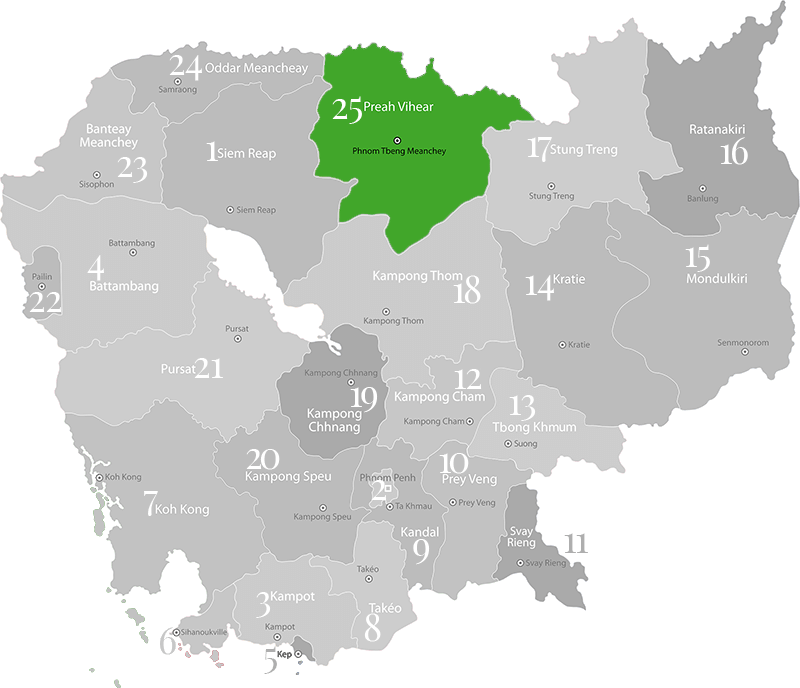 24 Oddar Meancheay
Samraong
25 Preah Vihear
Phnom Tbeng Meanchey
Banteay
Meanchey
23
Sisophon
1 Siem Reap
Siem Reap
17 Stung Treng
Stung Treng
Ratanakiri
16
Banlung
Battambang
4
Battambang
Pailin
22
Kampong Thom
18
Kampong Thom
14 Kratie
Kratie
15
Mondulkiri
Senmonorom
Pursat
Pursat 21
Kampong Chhnang
19
Kampong
Chhnang
12
Kampong Cham
Kampong Cham
13
Tbong Khmum
Suong
Koh Kong
7 Koh Kong
20
Kampong Speu
Kampong Speu
Phnom Penh
2
Ta Khmau
Kandal
9
10
Prey Veng
Prey Veng
Svay
Rieng
11
Svay Rieng
Takéo
Takéo
8
3 Kampot
Kampot
6 Sihanoukville
5 Kep